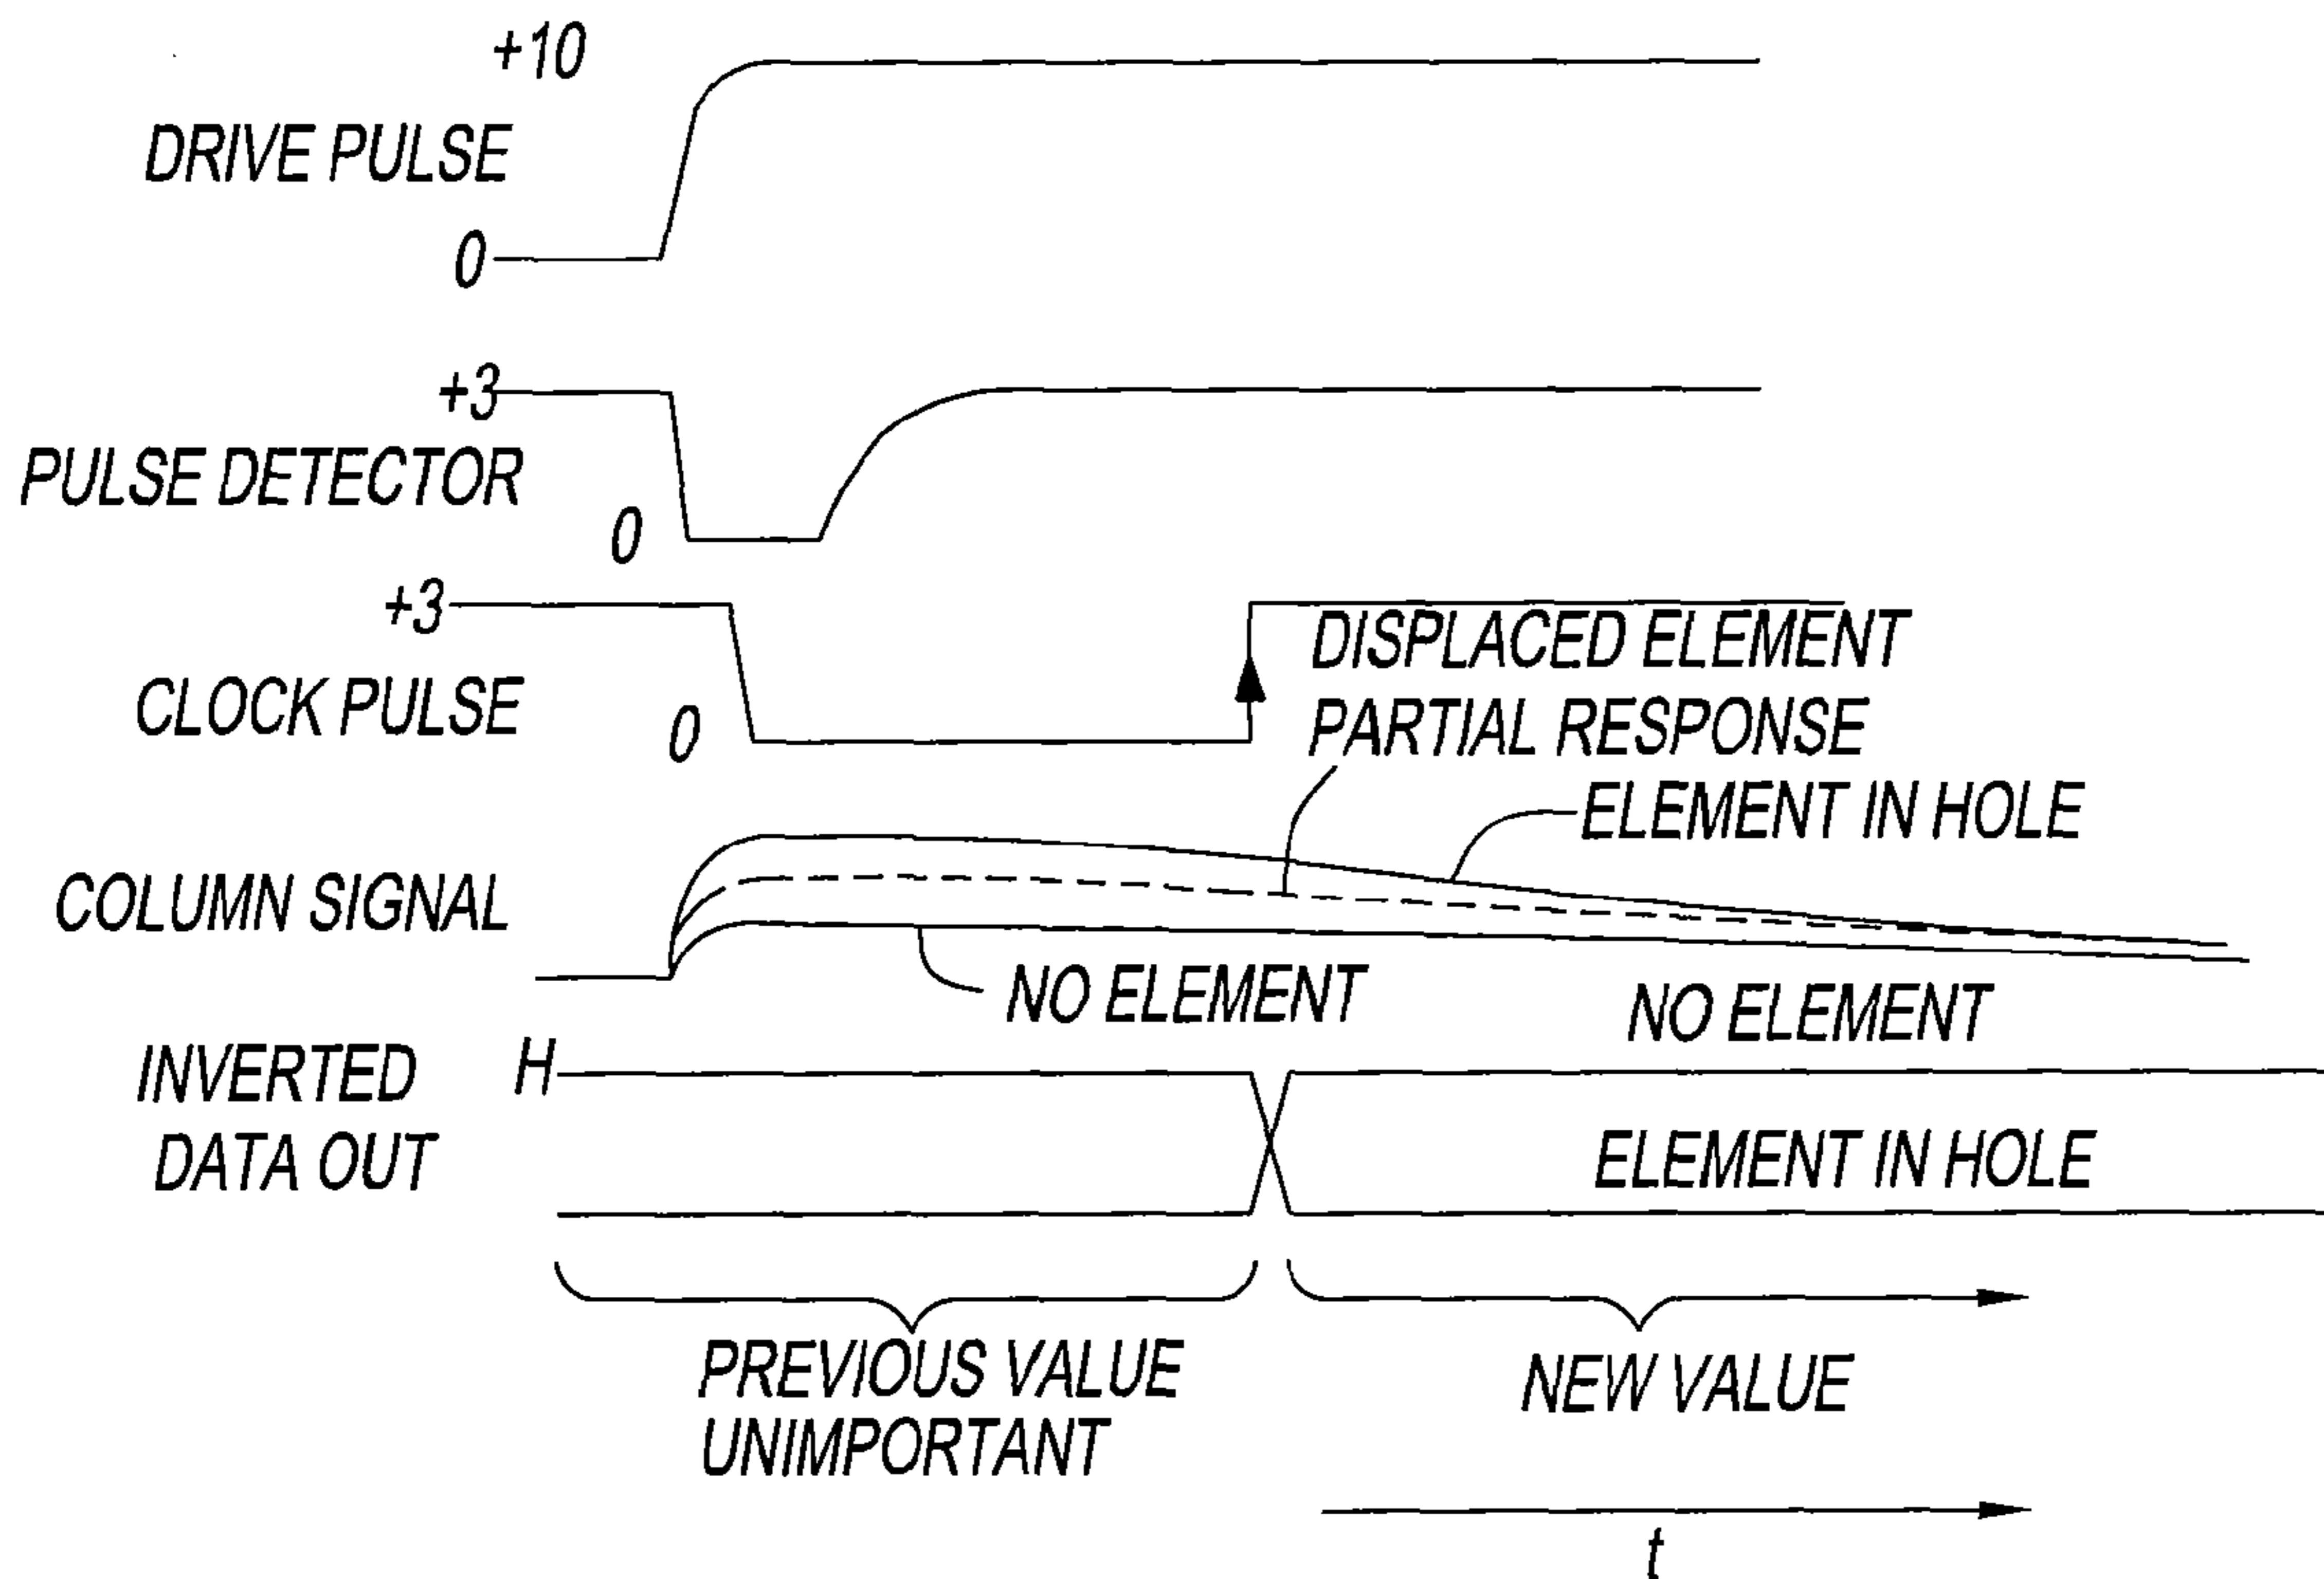 +10
DRIVE PULSE
0
+3
PULSE DETECTOR
0
+3
CLOCK PULSE
0
DISPLACED ELEMENT
PARTIAL RESPONSE
ELEMENT IN HOLE
COLUMN SIGNAL
NO ELEMENT
NO ELEMENT
INVERTED
DATA OUT
H
ELEMENT IN HOLE
PREVIOUS VALUE
UNIMPORTANT
NEW VALUE
t